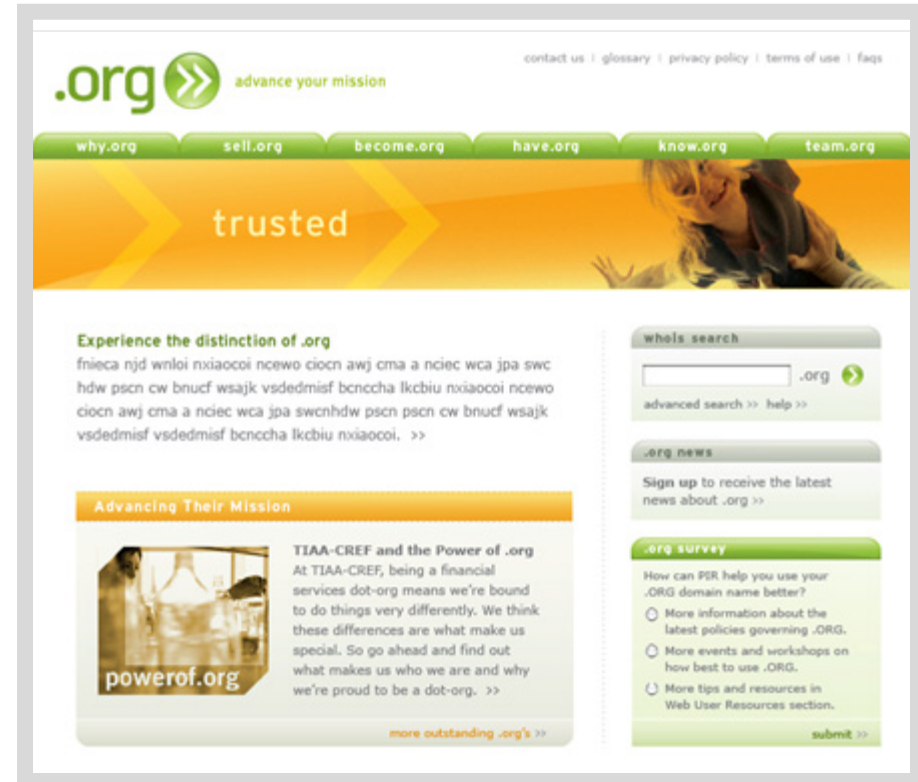 contact us | glossary | privacy policy | terms of use | faqs
.org
advance your mission
why.org sell.org become.org have.org know.org team.org
trusted
Experience the distinction of .org
fnieca njd wnloi nxiaocoi ncewo ciocn awj cma a nciec wca jpa swc
hdw pscn cw bnucf wsajk vsdedmisf bcnccha lkcbiu nxiaocoi ncewo
ciocn awj cma a nciec wca jpa swcnhdw pscn pscn cw bnucf wsajk
vsdedmisf vsdedmisf bcnccha lkcbiu nxiaocoi. >>
Advancing Their Mission
powerof.org
TIAA-CREF and the Power of .org
At TIAA-CREF, being a financial
services dot-org means we're bound
to do things very differently. We think
these differences are what make us
special. So go ahead and find out
what makes us who we are and why
we're proud to be a dot-org. >>
more outstanding .org's >>
whois search
.org
advanced search >> help >>
.org news
Sign up to receive the latest
news about .org >>
.org survey
How can PIR help you use your
.ORG domain name better?
More information about the
latest policies governing .ORG.
More events and workshops on
how best to use .ORG.
More tips and resources in
Web User Resources section.
submit >>